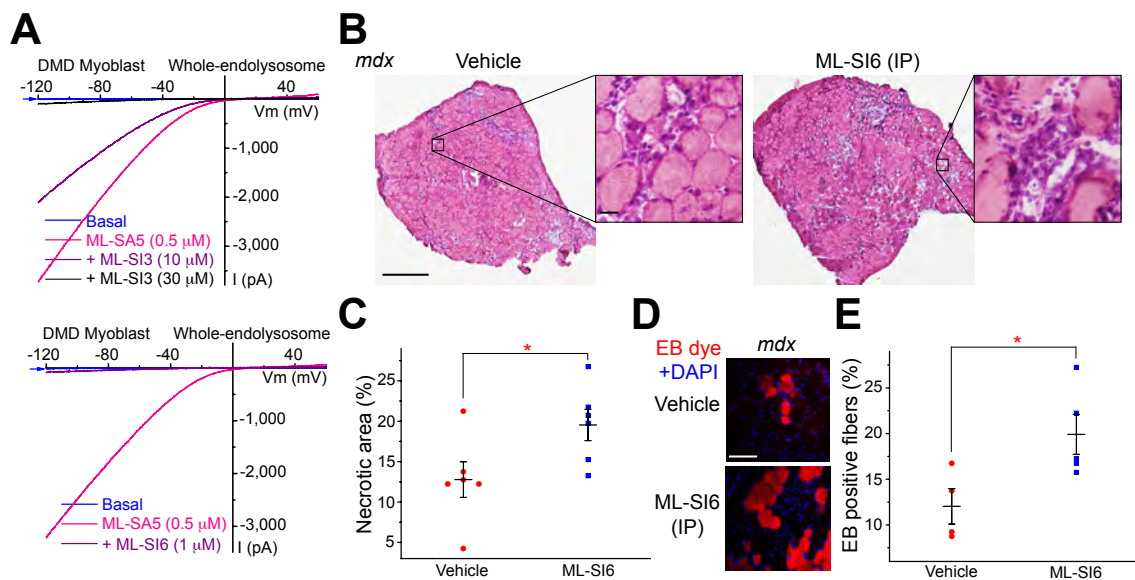 A
DMD Myoblast Whole-endolysosome
-120 -80 -40 40
Vm (mV)
-1,000
-2,000
-3,000
Basal
ML-SA5 (0.5 μM)
+ ML-SI3 (10 μM)
+ ML-SI3 (30 μM)
I (pA)
DMD Myoblast Whole-endolysosome
-120 -80 -40 40
Vm (mV)
-1,000
-2,000
-3,000
Basal
ML-SA5 (0.5 μM)
+ ML-SI6 (1 μM)
I (pA)
B
mdx Vehicle ML-SI6 (IP)
C
*
Necrotic area (%)
25
20
15
10
5
Vehicle ML-SI6
D
EB dye
+DAPI
mdx
Vehicle
ML-SI6
(IP)
E
*
EB positive fibers (%)
25
20
15
10
Vehicle ML-SI6